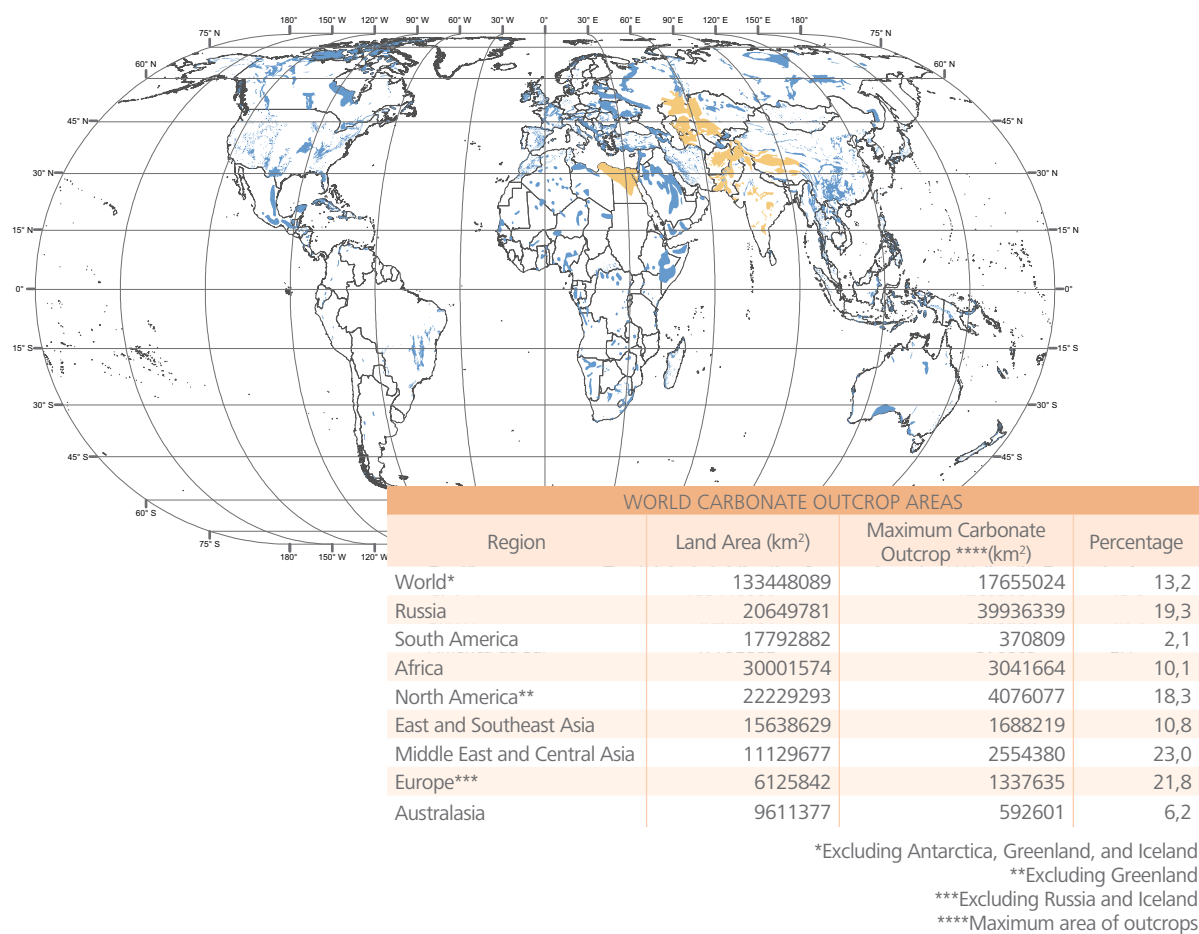 180° 150° W 120° W 90° W 60° W 30° W 0° 30° E 60° E 90° E 120° E 150° E 180°
75° N 75° N
60° N 60° N
45° N 45° N
30° N 30° N
15° N 15° N
0° 0°
15° S 15° S
30° S 30° S
45° S 45° S
60° S
75° S
180° 150° W 120° W
WORLD CARBONATE OUTCROP AREAS
Region Land Area (km²) Maximum Carbonate Outcrop ****(km²) Percentage
World* 133448089 17655024 13,2
Russia 20649781 39936339 19,3
South America 17792882 370809 2,1
Africa 30001574 3041664 10,1
North America** 22229293 4076077 18,3
East and Southeast Asia 15638629 1688219 10,8
Middle East and Central Asia 11129677 2554380 23,0
Europe*** 6125842 1337635 21,8
Australasia 9611377 592601 6,2
*Excluding Antarctica, Greenland, and Iceland
**Excluding Greenland
***Excluding Russia and Iceland
****Maximum area of outcrops